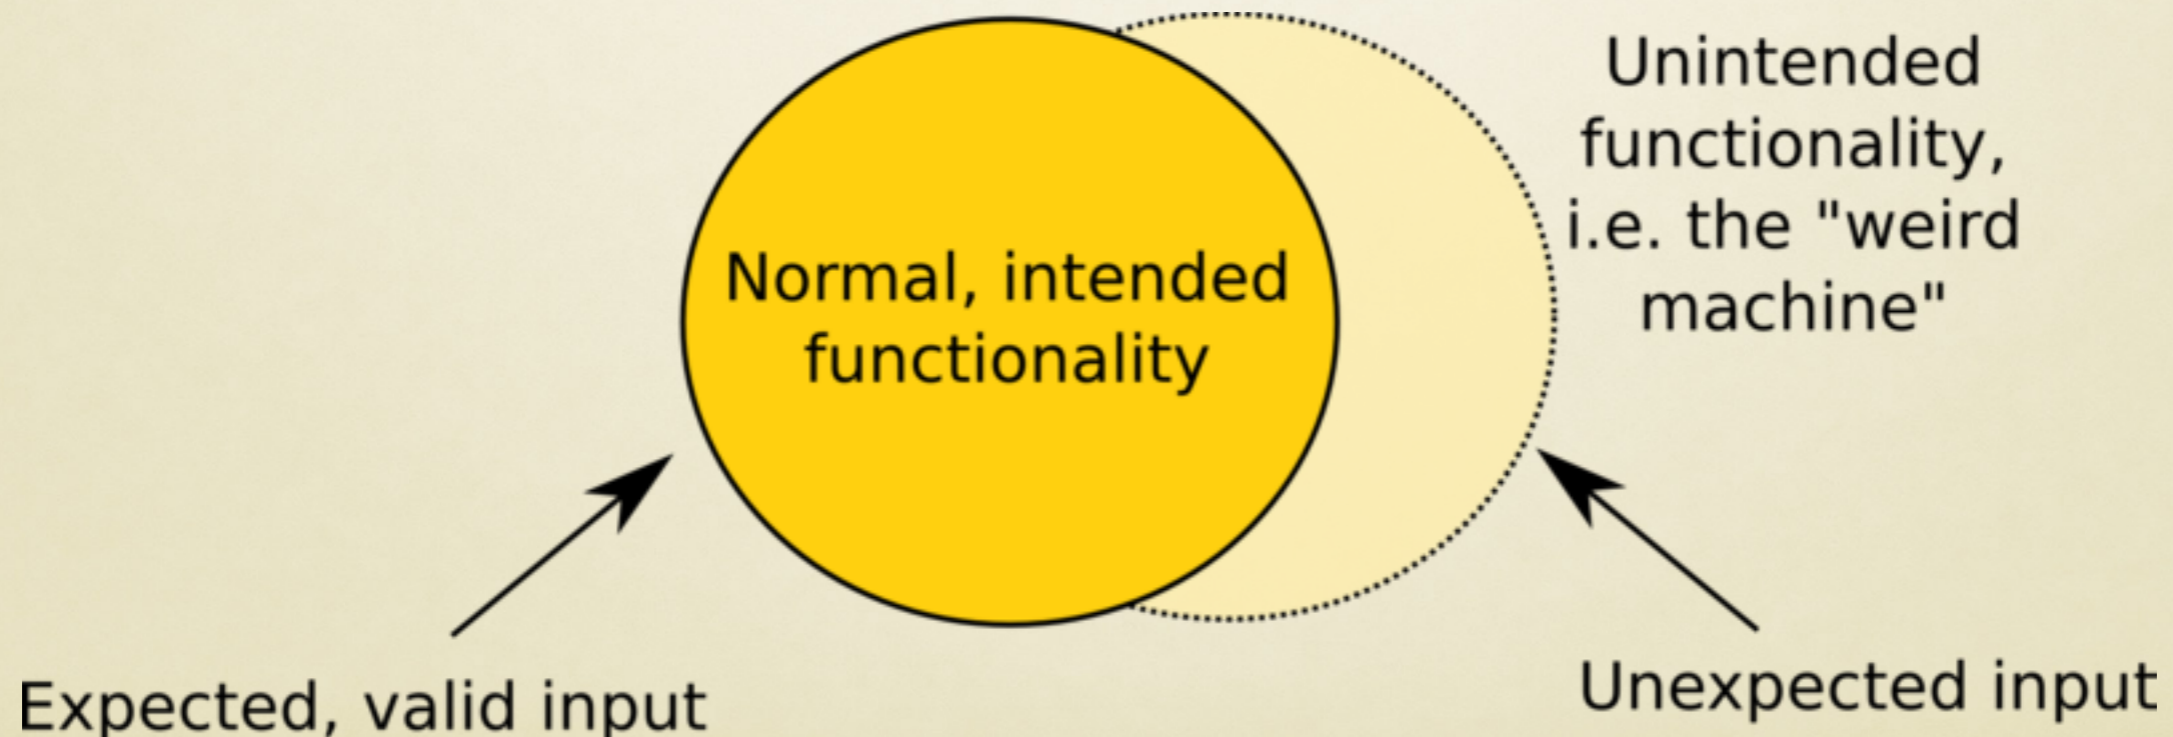 Unintended
functionality,
i.e. the "weird
machine"
Normal, intended
functionality
Expected, valid input
Unexpected input